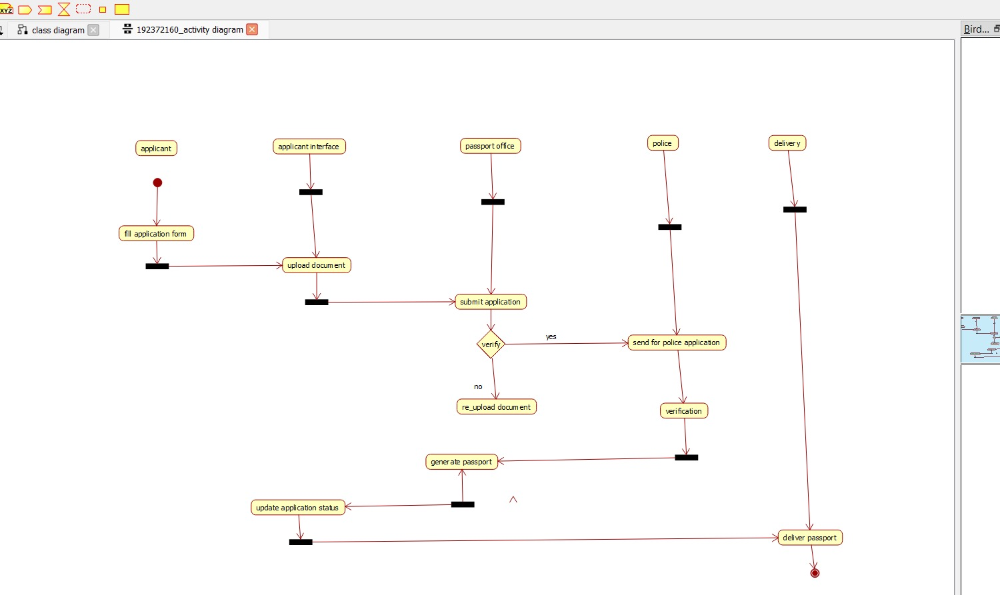 XYZ
class diagram
192372160_activity diagram
Bird...
applicant
applicant interface
passport office
police
delivery
fill application form
upload document
submit application
verify
yes
send for police application
no
re_upload document
verification
generate passport
update application status
deliver passport